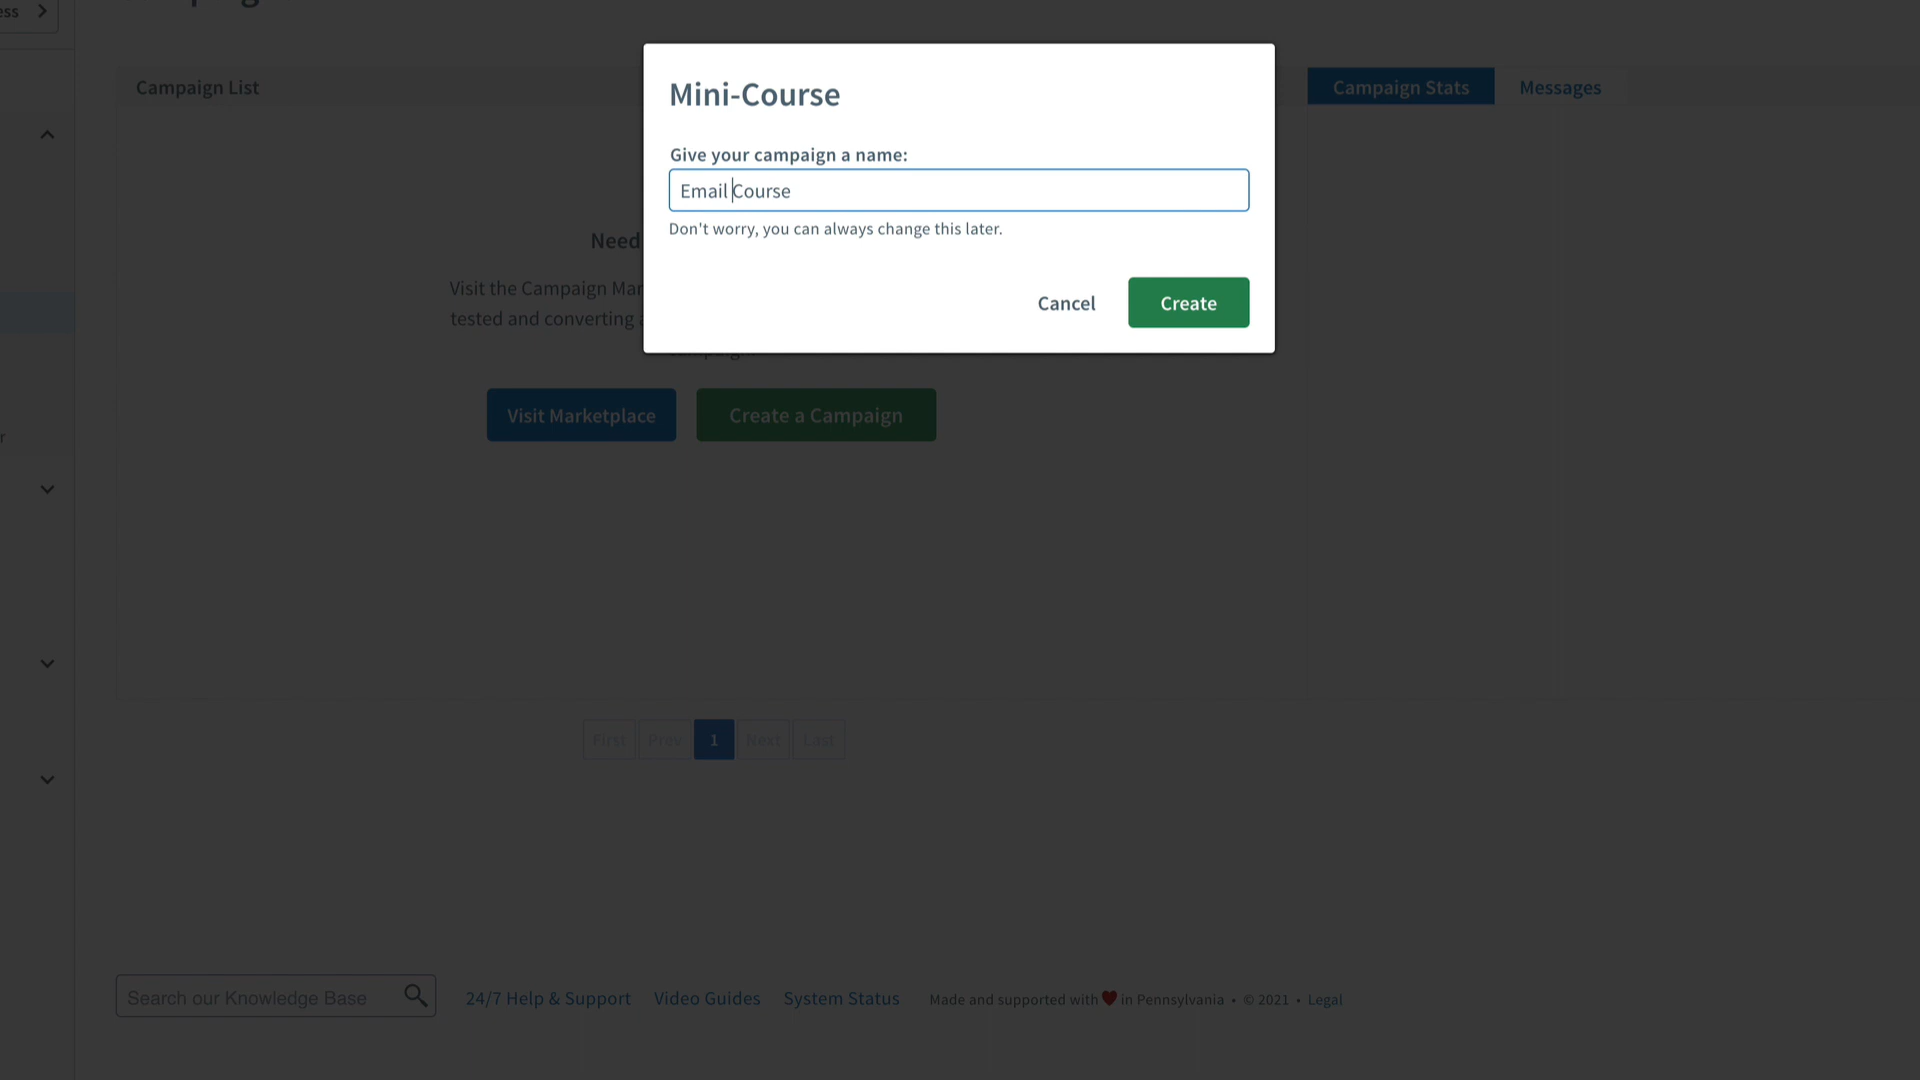 ess
Campaign List
Mini-Course
Give your campaign a name:
Email Course
Don't worry, you can always change this later.
Cancel
Create
Campaign Stats
Messages
Need
Visit the Campaign Mar
tested and converting
Visit Marketplace
Create a Campaign
r
First
Prev
1
Next
Last
Search our Knowledge Base
24/7 Help & Support
Video Guides
System Status
Made and supported with ❤ in Pennsylvania • © 2021 • Legal